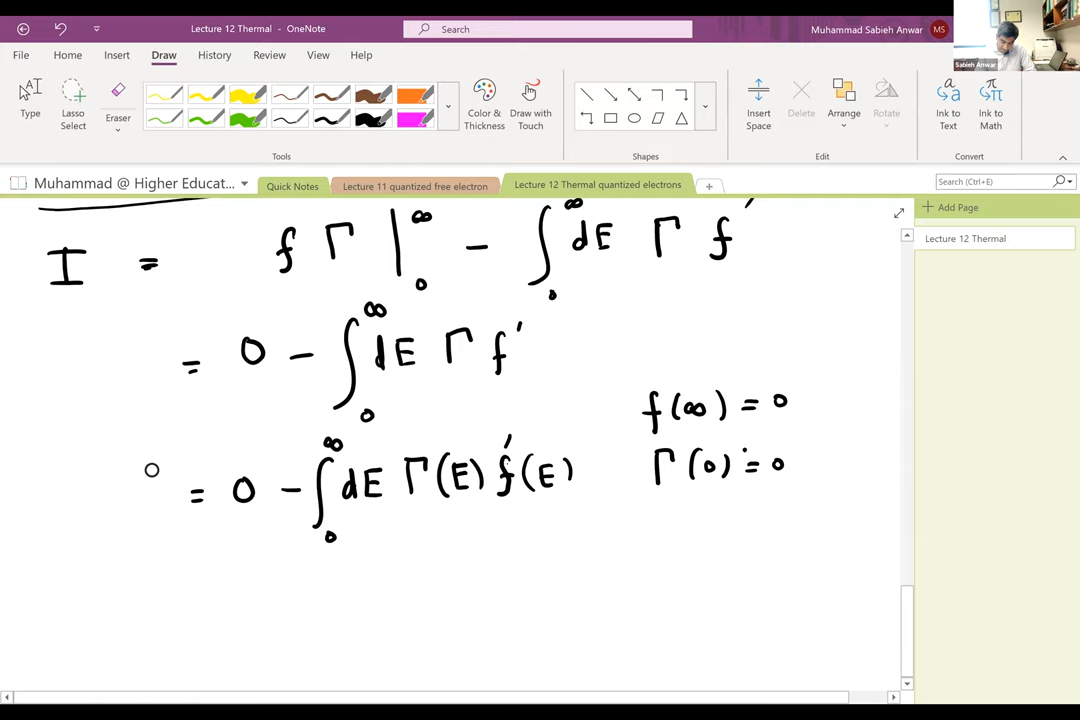 Lecture 12 Thermal - OneNote
Search
Muhammad Sabieh Anwar
MS
Sabieh Anwar
File Home Insert Draw History Review View Help
Type
Lasso Select
Eraser
Color & Thickness
Draw with Touch
Insert Space
Delete
Arrange
Rotate
a
Ink to Text
π
Ink to Math
Tools
Shapes
Edit
Convert
Muhammad @ Higher Educat...
Quick Notes
Lecture 11 quantized free electron
Lecture 12 Thermal quantized electrons
+
Search (Ctrl+E)
Add Page
Lecture 12 Thermal
I = f Γ |₀^∞ - ∫₀^∞ dE Γ f'
= 0 - ∫₀^∞ dE Γ f'
f(∞) = 0
Γ(0) = 0
= 0 - ∫₀^∞ dE Γ(E) f'(E)